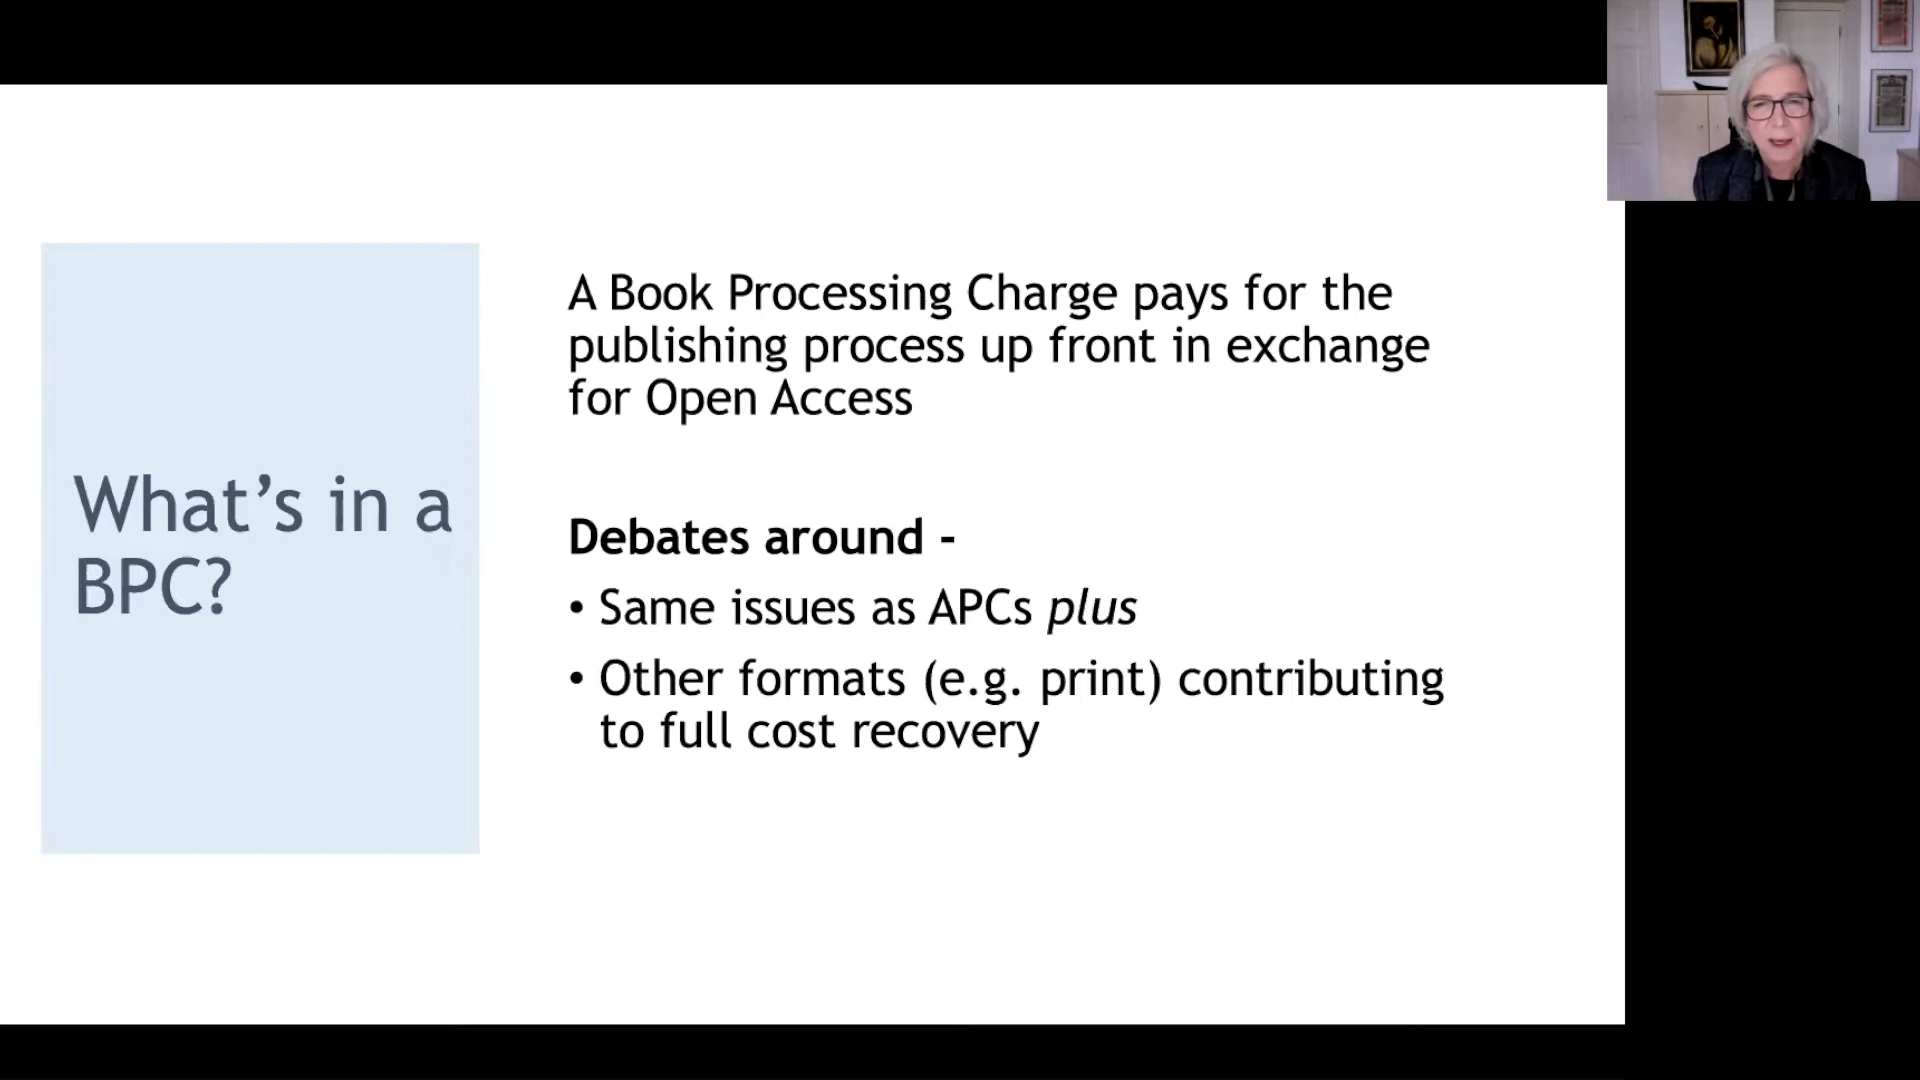 What's in a
BPC?
A Book Processing Charge pays for the
publishing process up front in exchange
for Open Access
Debates around -
• Same issues as APCs plus
• Other formats (e.g. print) contributing
to full cost recovery